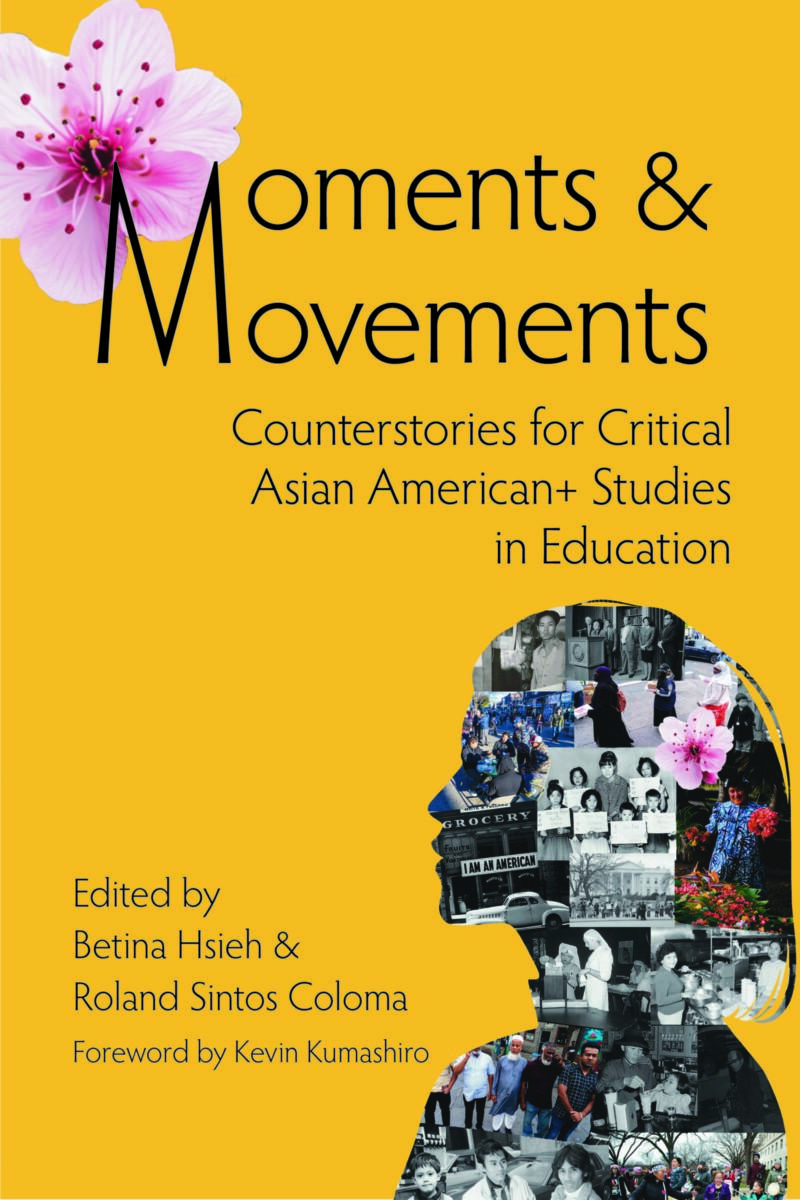 Moments &
Movements
Counterstories for Critical
Asian American+ Studies
in Education
GROCERY
I AM AN AMERICAN
Edited by
Betina Hsieh &
Roland Sintos Coloma
Foreword by Kevin Kumashiro